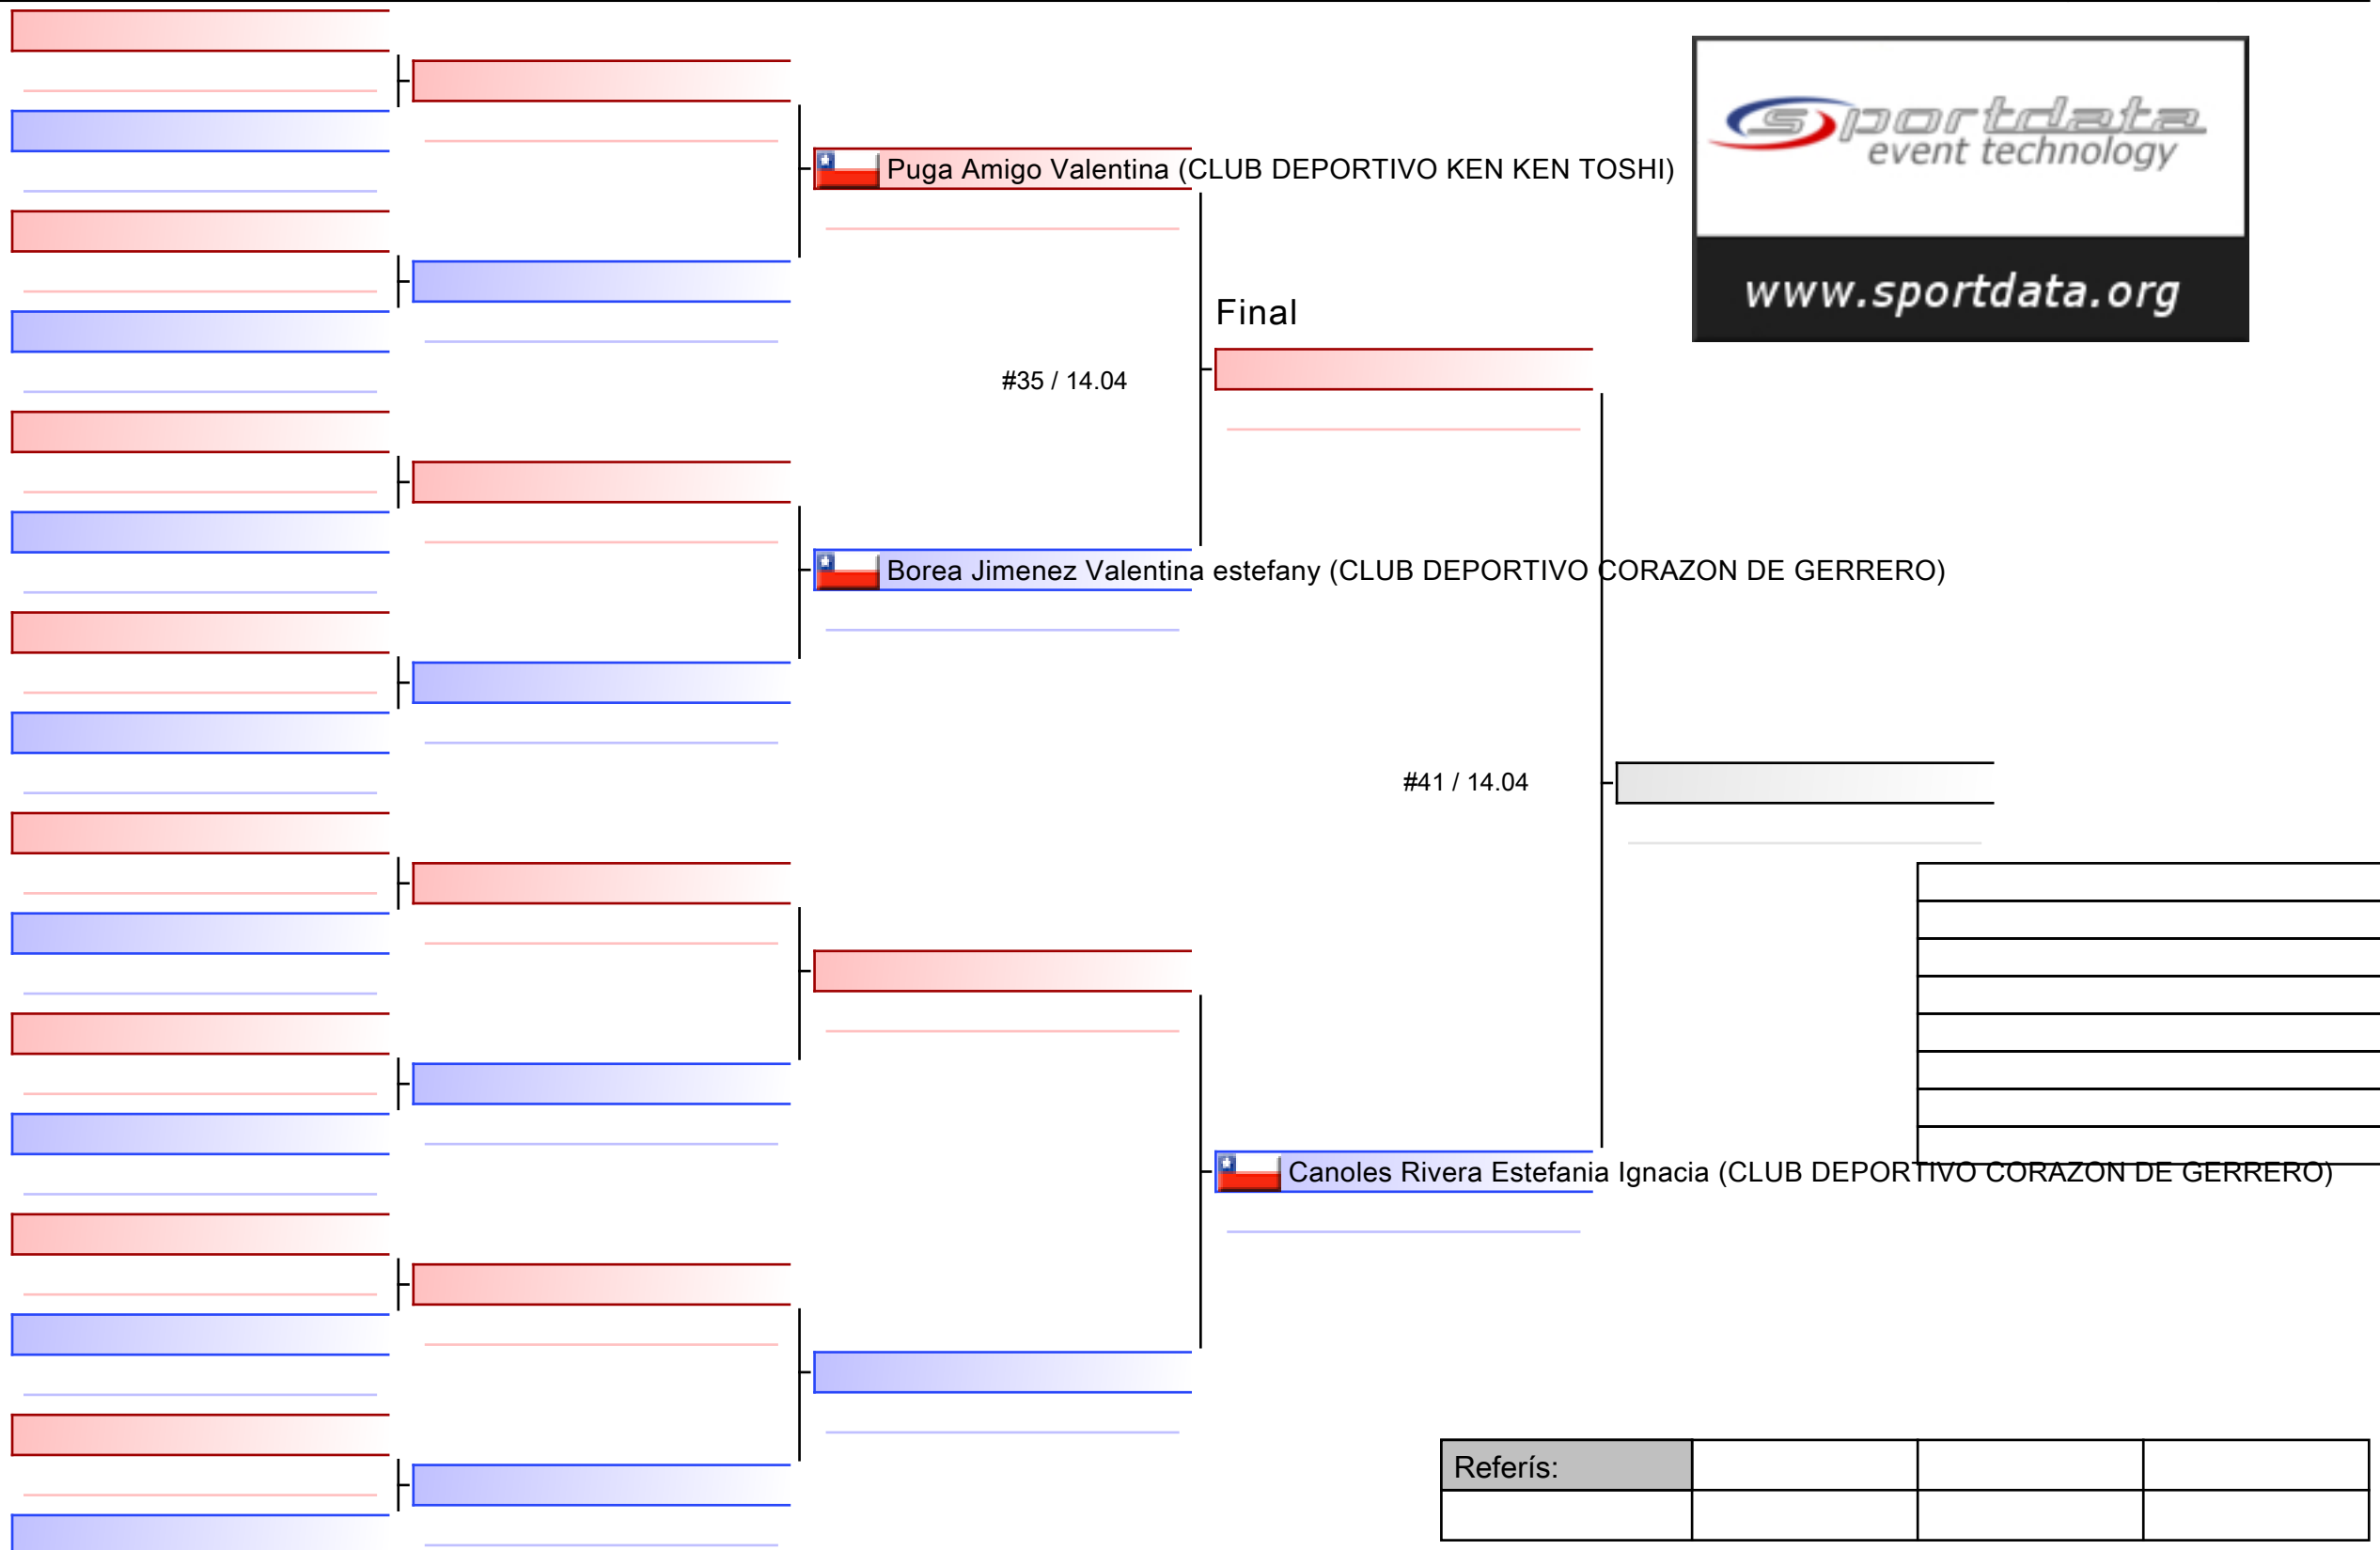 sportdata
event technology
www.sportdata.org
Puga Amigo Valentina (CLUB DEPORTIVO KEN KEN TOSHI)
Final
#35 / 14.04
Borea Jimenez Valentina estefany (CLUB DEPORTIVO CORAZON DE GERRERO)
#41 / 14.04
Canoles Rivera Estefania Ignacia (CLUB DEPORTIVO CORAZON DE GERRERO)
Referís: